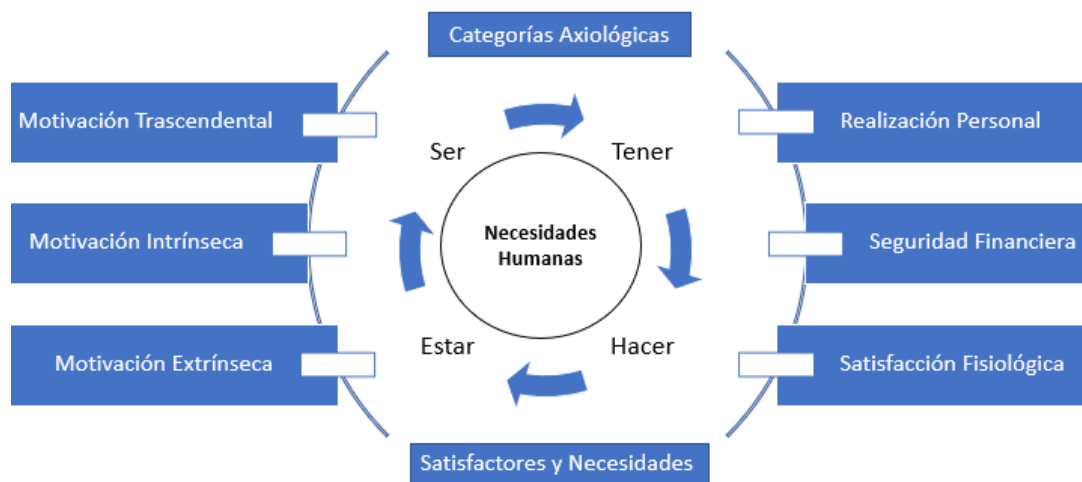 Categorías Axiológicas
Motivación Trascendental
Realización Personal
Ser
Tener
Motivación Intrínseca
Necesidades
Humanas
Seguridad Financiera
Estar
Hacer
Motivación Extrínseca
Satisfacción Fisiológica
Satisfactores y Necesidades